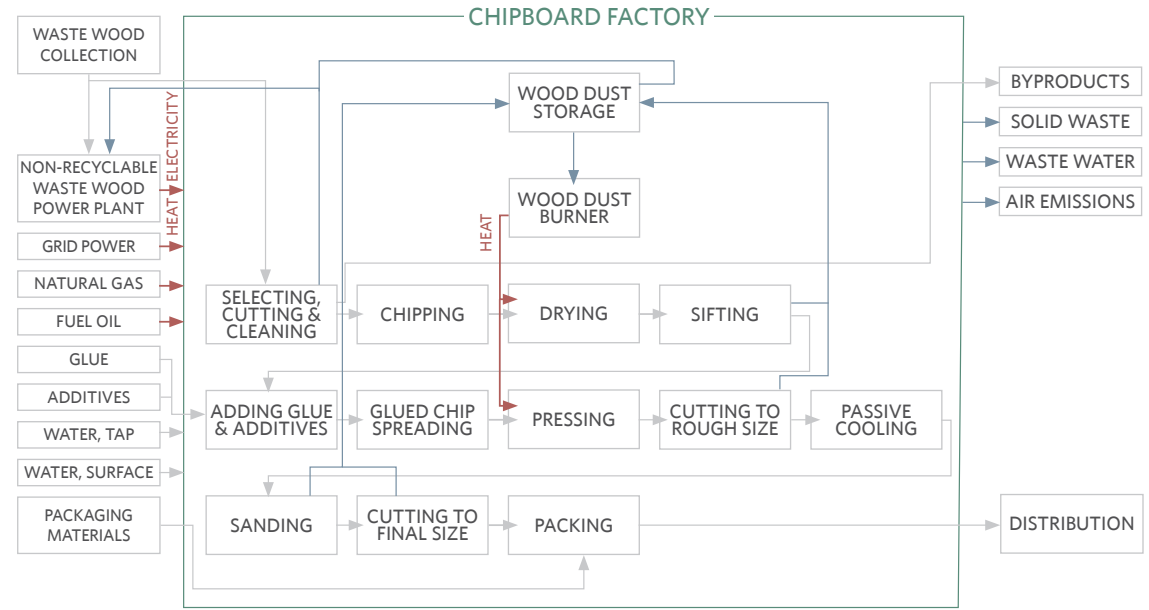 CHIPBOARD FACTORY
WASTE WOOD
COLLECTION
NON-RECYCLABLE
WASTE WOOD
POWER PLANT
HEAT
ELECTRICITY
GRID POWER
NATURAL GAS
FUEL OIL
GLUE
ADDITIVES
WATER, TAP
WATER, SURFACE
PACKAGING
MATERIALS
WOOD DUST
STORAGE
WOOD DUST
BURNER
HEAT
SELECTING,
CUTTING &
CLEANING
CHIPPING
DRYING
SIFTING
ADDING GLUE
& ADDITIVES
GLUED CHIP
SPREADING
PRESSING
CUTTING TO
ROUGH SIZE
PASSIVE
COOLING
SANDING
CUTTING TO
FINAL SIZE
PACKING
BYPRODUCTS
SOLID WASTE
WASTE WATER
AIR EMISSIONS
DISTRIBUTION